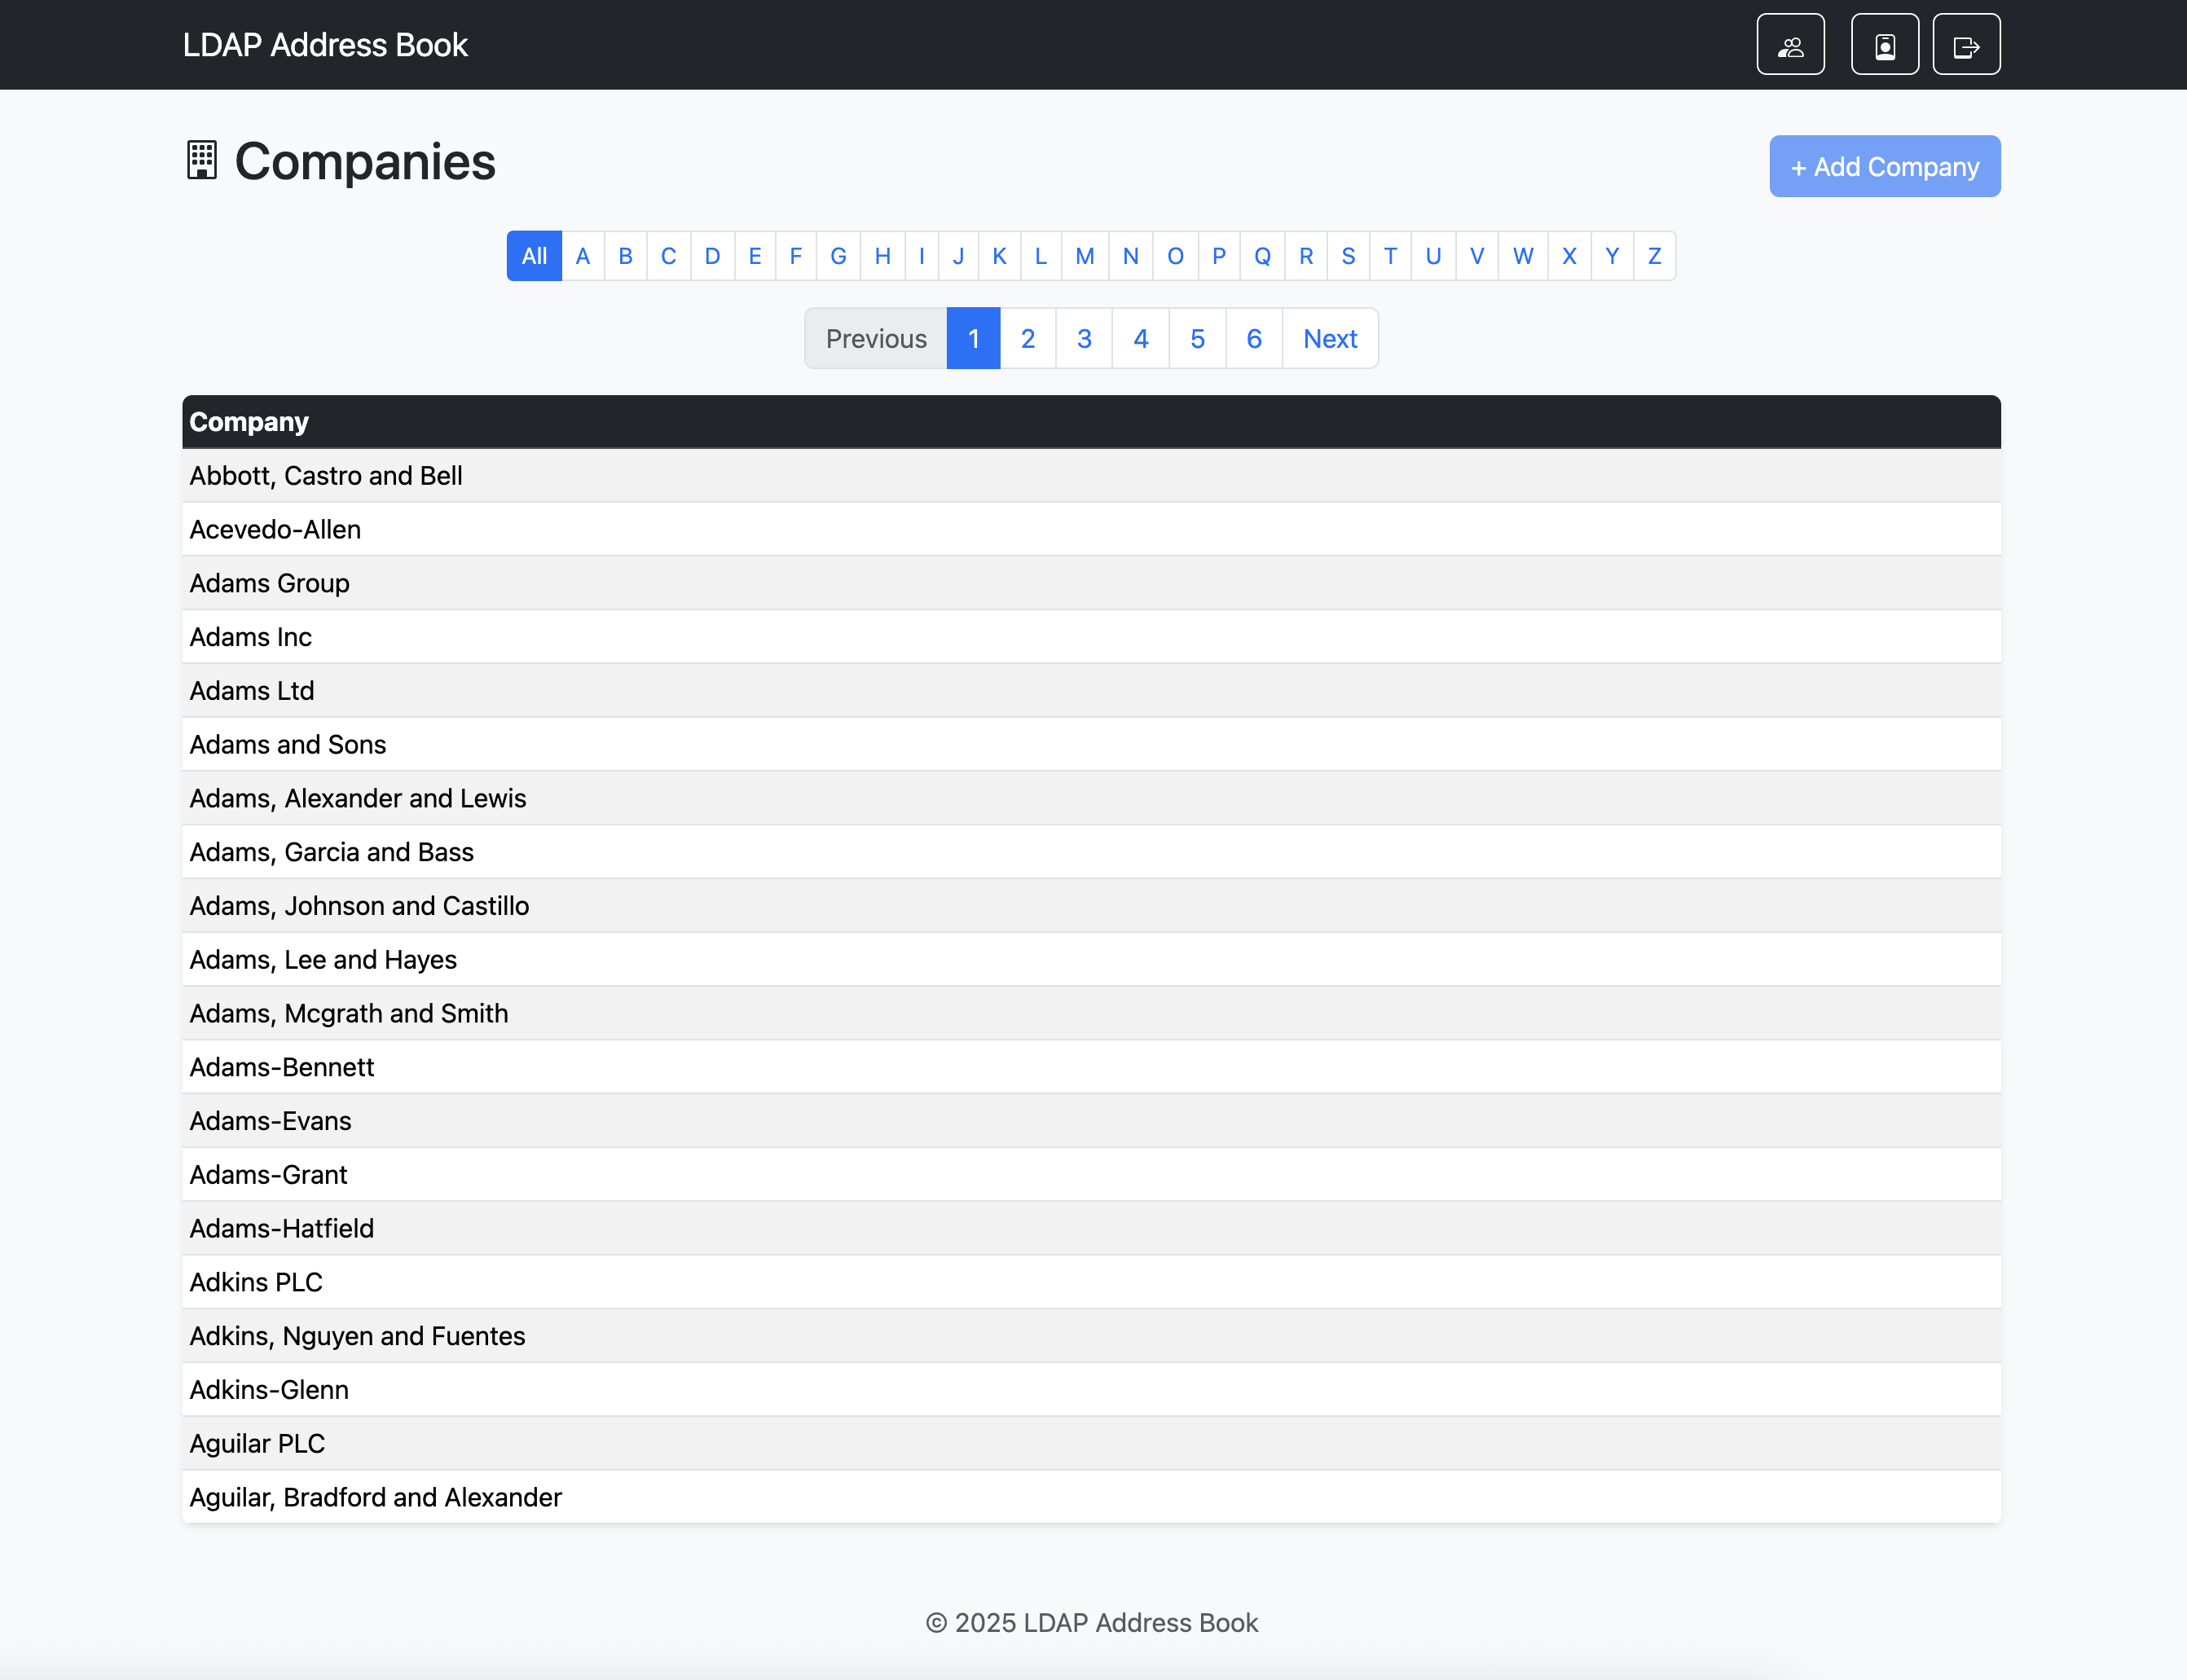 LDAP Address Book
Companies
+ Add Company
All A B C D E F G H I J K L M N O P Q R S T U V W X Y Z
Previous 1 2 3 4 5 6 Next
Company
Abbott, Castro and Bell
Acevedo-Allen
Adams Group
Adams Inc
Adams Ltd
Adams and Sons
Adams, Alexander and Lewis
Adams, Garcia and Bass
Adams, Johnson and Castillo
Adams, Lee and Hayes
Adams, Mcgrath and Smith
Adams-Bennett
Adams-Evans
Adams-Grant
Adams-Hatfield
Adkins PLC
Adkins, Nguyen and Fuentes
Adkins-Glenn
Aguilar PLC
Aguilar, Bradford and Alexander
© 2025 LDAP Address Book